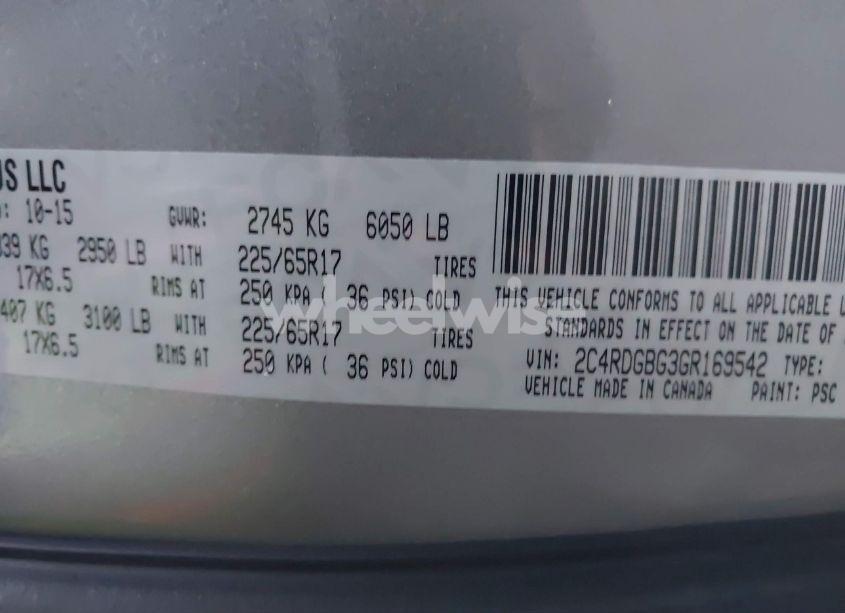 US LLC
: 10-15 GVWR: 2745 KG 6050 LB
039 KG 2950 LB WITH 225/65R17 TIRES
17X6.5 RIMS AT 250 KPA ( 36 PSI) COLD
407 KG 3100 LB WITH 225/65R17 TIRES
17X6.5 RIMS AT 250 KPA ( 36 PSI) COLD
THIS VEHICLE CONFORMS TO ALL APPLICABLE U
STANDARDS IN EFFECT ON THE DATE OF
VIN: 2C4RDGBG3GR169542 TYPE:
VEHICLE MADE IN CANADA PAINT: PSC
wheelwise